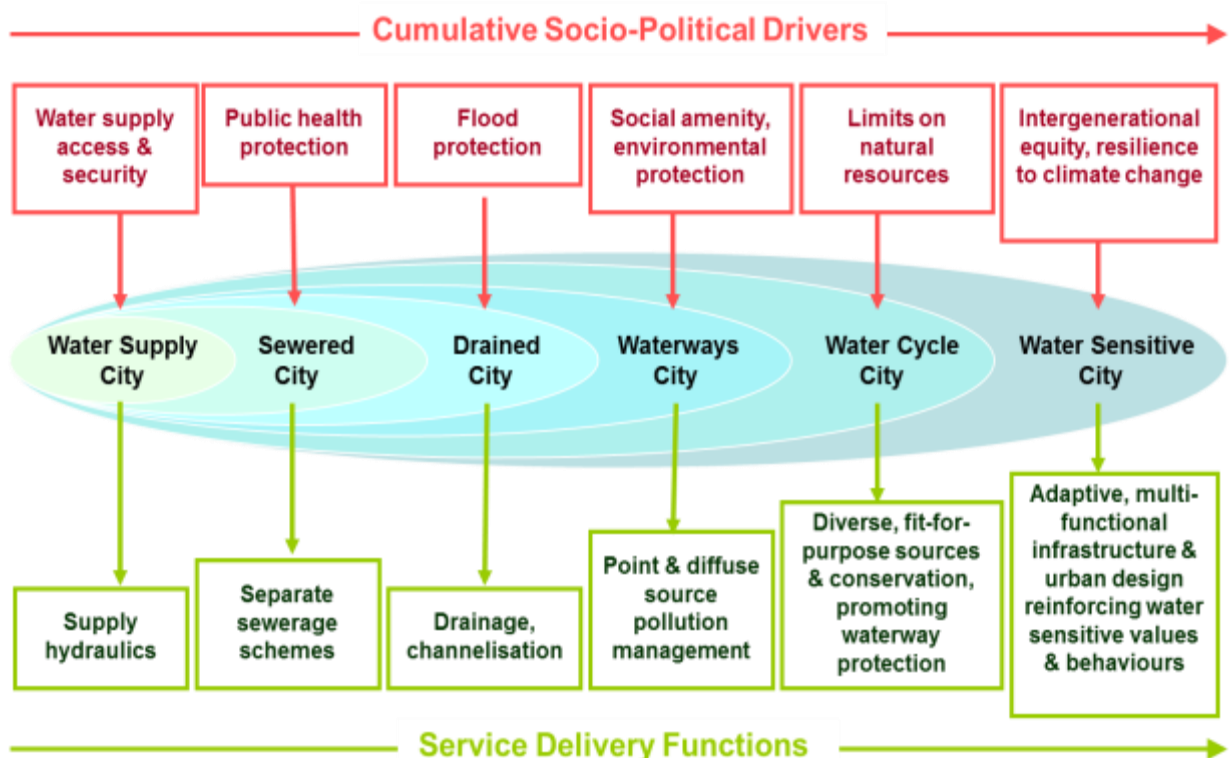 Cumulative Socio-Political Drivers
Water supply
access &
security
Public health
protection
Flood
protection
Social amenity,
environmental
protection
Limits on
natural
resources
Intergenerational
equity, resilience
to climate change
Water Supply
City
Sewered
City
Drained
City
Waterways
City
Water Cycle
City
Water Sensitive
City
Supply
hydraulics
Separate
sewerage
schemes
Drainage,
channelisation
Point & diffuse
source
pollution
management
Diverse, fit-for-
purpose sources
& conservation,
promoting
waterway
protection
Adaptive, multi-
functional
infrastructure &
urban design
reinforcing water
sensitive values
& behaviours
Service Delivery Functions